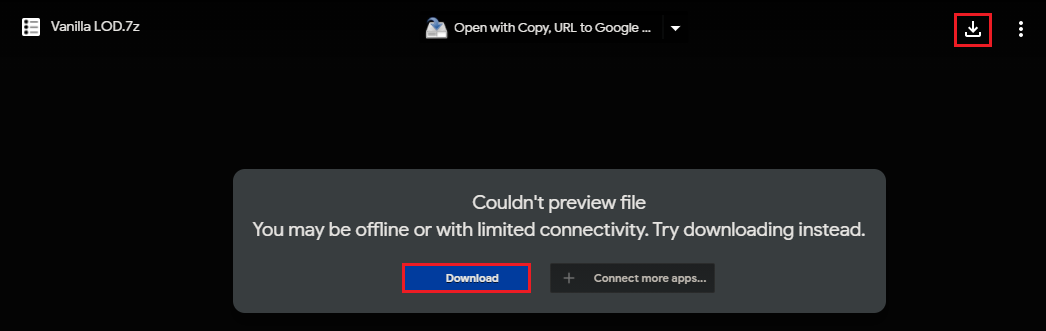 Vanilla LOD.7z
Open with Copy, URL to Google ...
Couldn't preview file
You may be offline or with limited connectivity. Try downloading instead.
Download
+ Connect more apps...